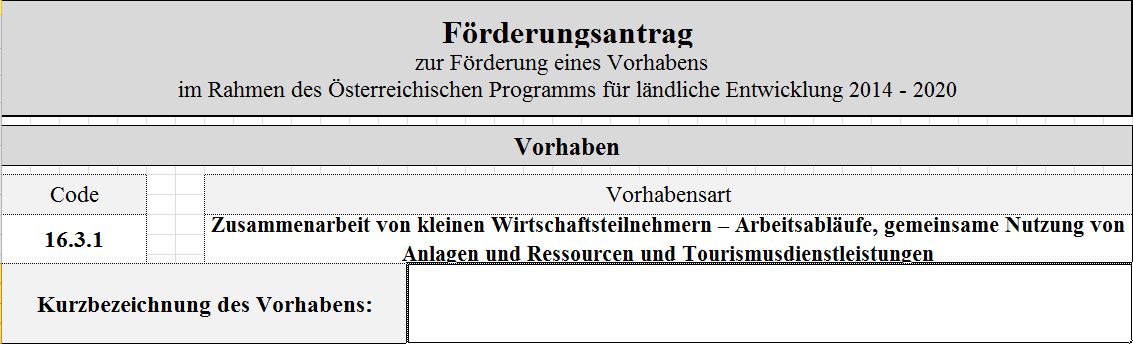 Förderungsantrag
zur Förderung eines Vorhabens
im Rahmen des Österreichischen Programms für ländliche Entwicklung 2014 - 2020
Vorhaben
Code
Vorhabensart
16.3.1
Zusammenarbeit von kleinen Wirtschaftsteilnehmern – Arbeitsabläufe, gemeinsame Nutzung von
Anlagen und Ressourcen und Tourismusdienstleistungen
Kurzbezeichnung des Vorhabens: